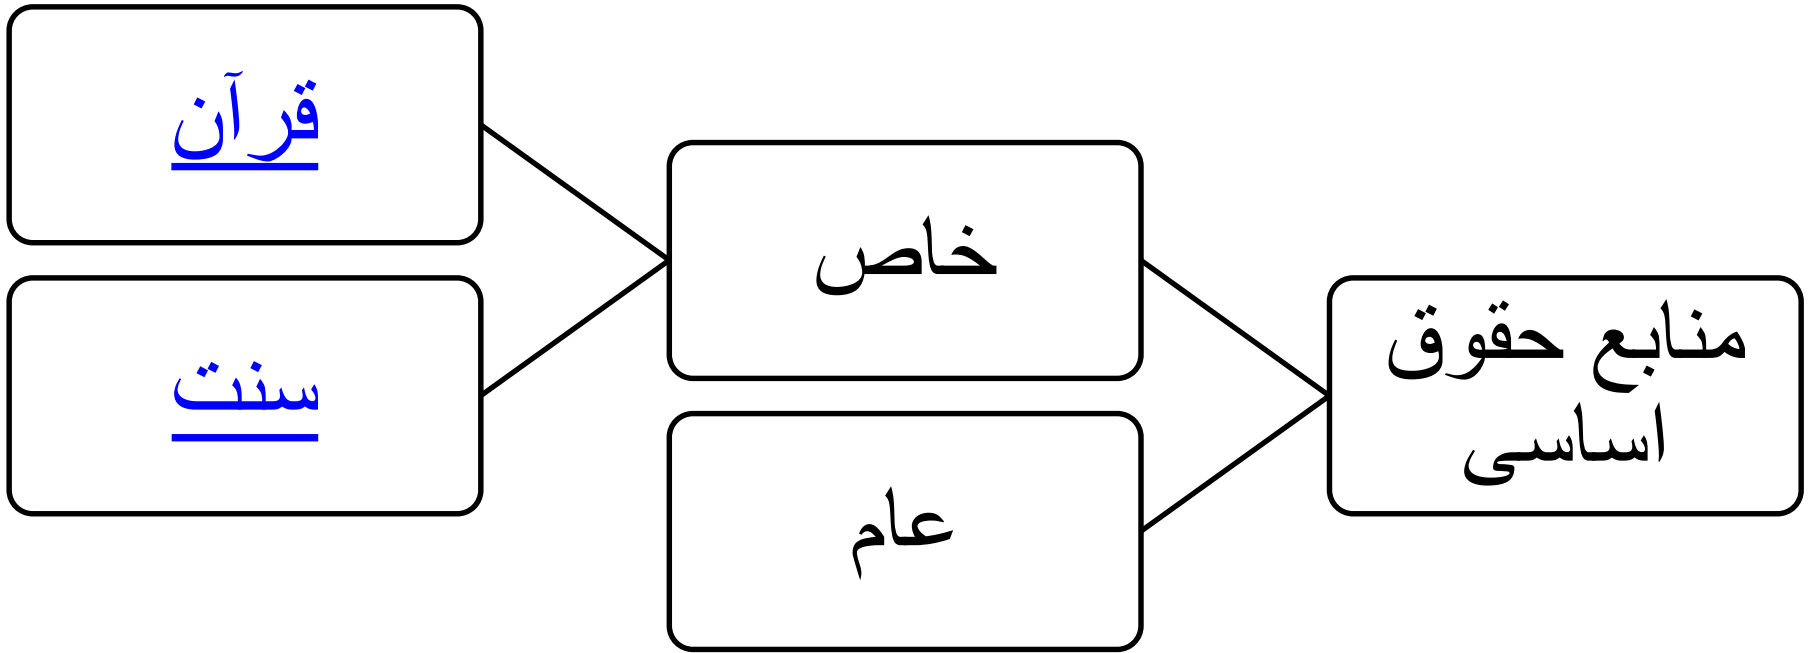 منابع حقوق
اساسی
خاص
عام
قرآن
سنت